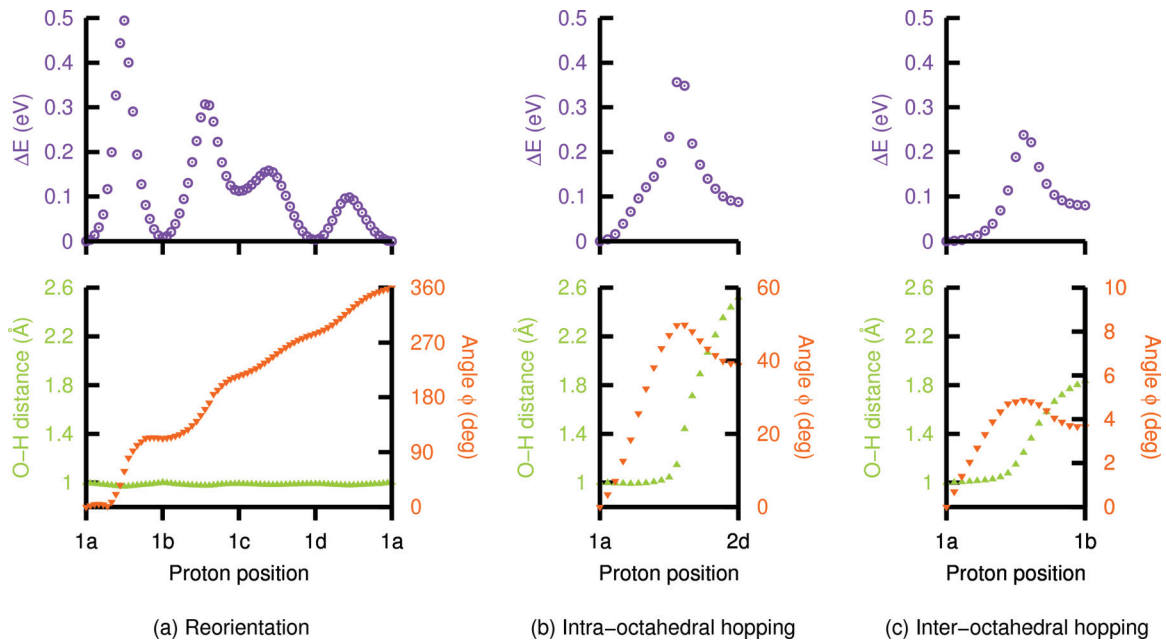 0.5
0.4
0.3
0.2
0.1
0
ΔE (eV)
0.5
0.4
0.3
0.2
0.1
0
ΔE (eV)
0.5
0.4
0.3
0.2
0.1
0
ΔE (eV)
2.6
2.2
1.8
1.4
1
O−H distance (Å)
360
270
180
90
0
Angle ϕ (deg)
1a 1b 1c 1d 1a
Proton position
2.6
2.2
1.8
1.4
1
O−H distance (Å)
60
40
20
0
Angle ϕ (deg)
1a 2d
Proton position
2.6
2.2
1.8
1.4
1
O−H distance (Å)
10
8
6
4
2
0
Angle ϕ (deg)
1a 1b
Proton position
(a) Reorientation
(b) Intra−octahedral hopping
(c) Inter−octahedral hopping